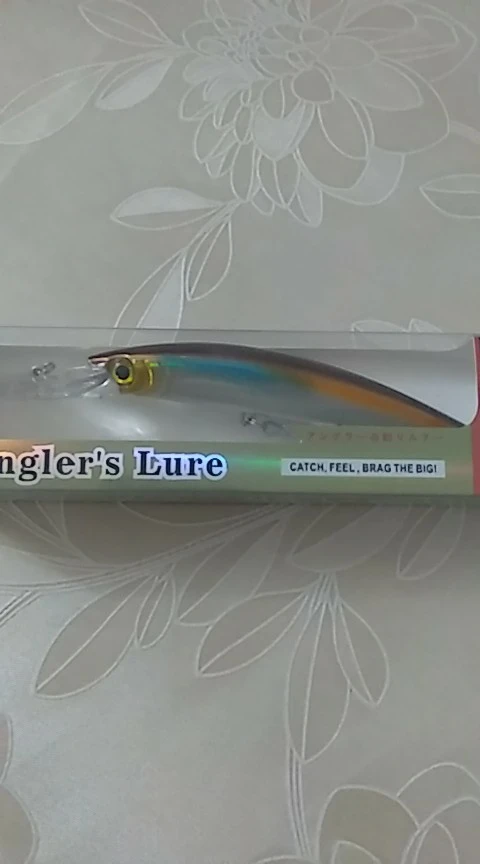 ngler's Lure
CATCH, FEEL, BRAG THE BIG!